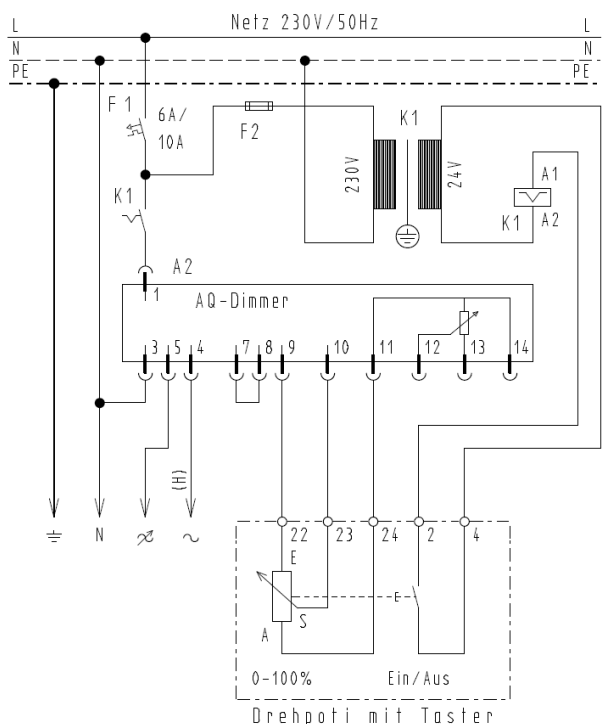 L Netz 230V/50Hz L
N N
PE PE
F1 6A/
10A
F2
K1
230V 24V
A1
K1 A2
K1
A2
1
AQ-Dimmer
3 5 4 7 8 9 10 11 12 13 14
(H)
N
22 23 24 2 4
E
E
S
A
0-100% Ein/Aus
Drehpoti mit Taster